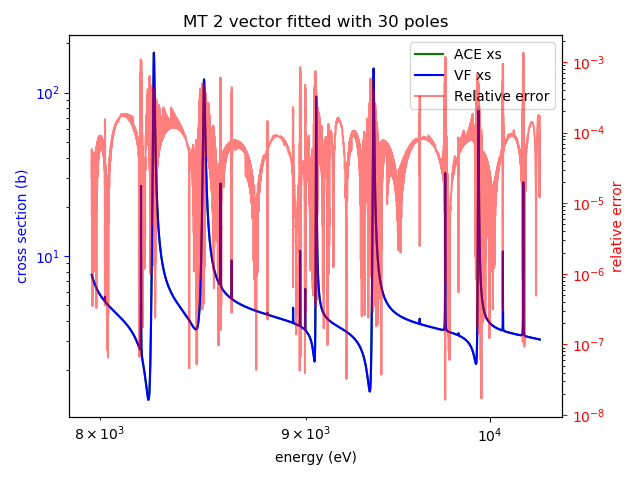 MT 2 vector fitted with 30 poles
ACE xs
VF xs
Relative error
10²
10¹
cross section (b)
10⁻³
10⁻⁴
10⁻⁵
10⁻⁶
10⁻⁷
10⁻⁸
relative error
8 × 10³
9 × 10³
10⁴
energy (eV)